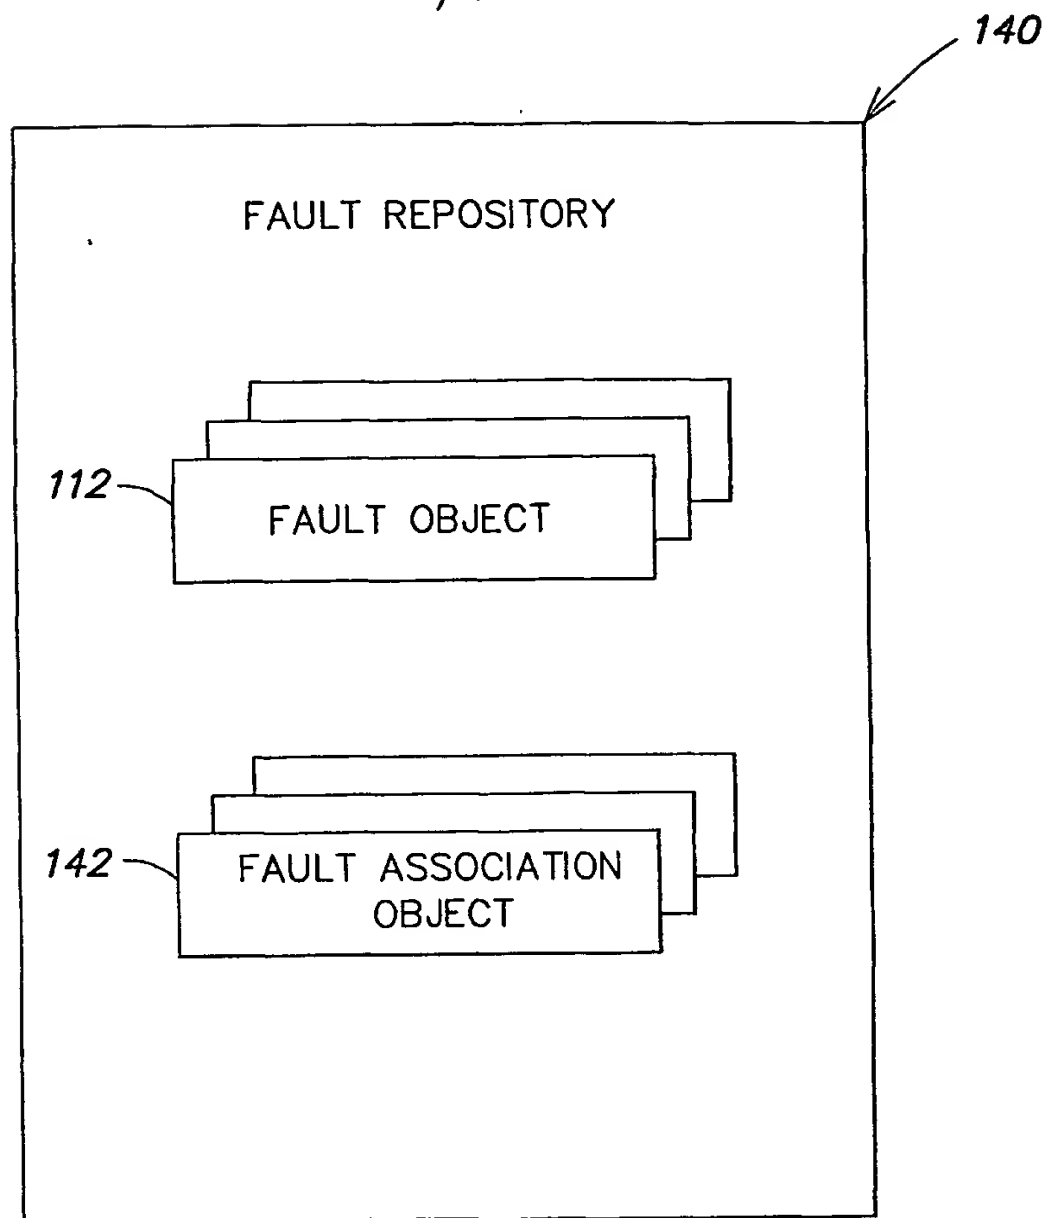 140
FAULT REPOSITORY
112
FAULT OBJECT
142
FAULT ASSOCIATION
OBJECT